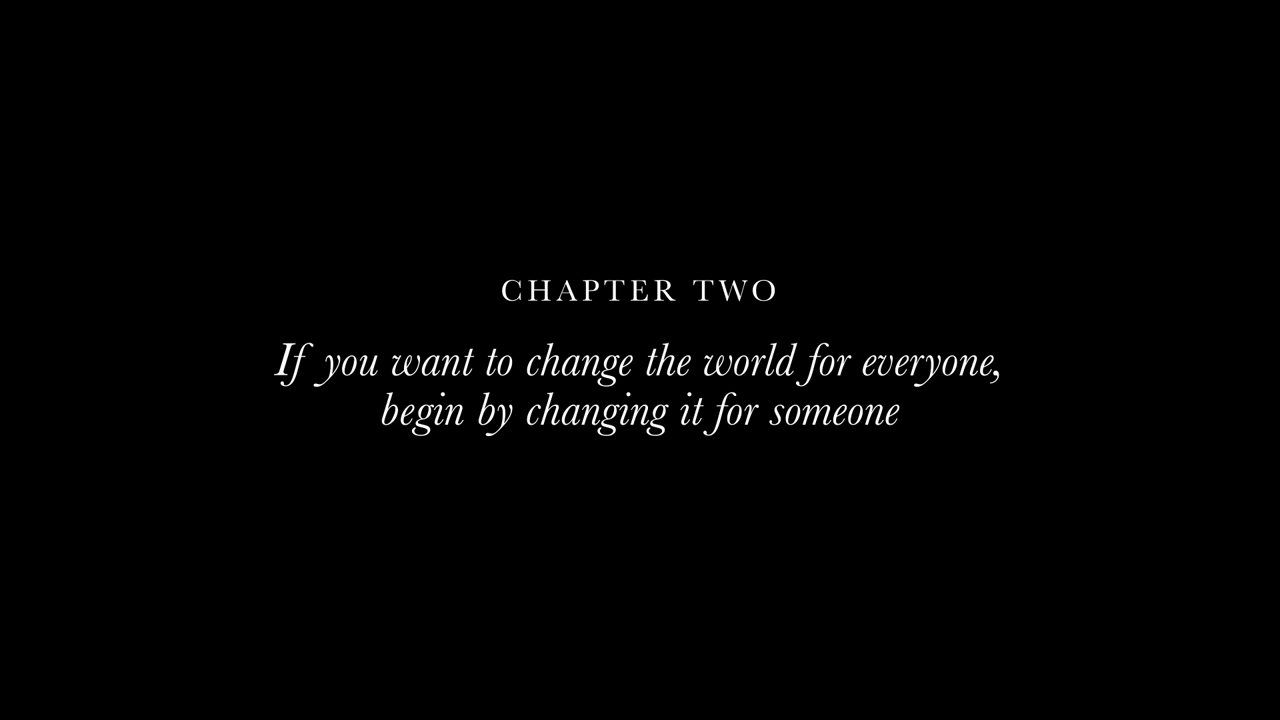 CHAPTER TWO
If you want to change the world for everyone,
begin by changing it for someone